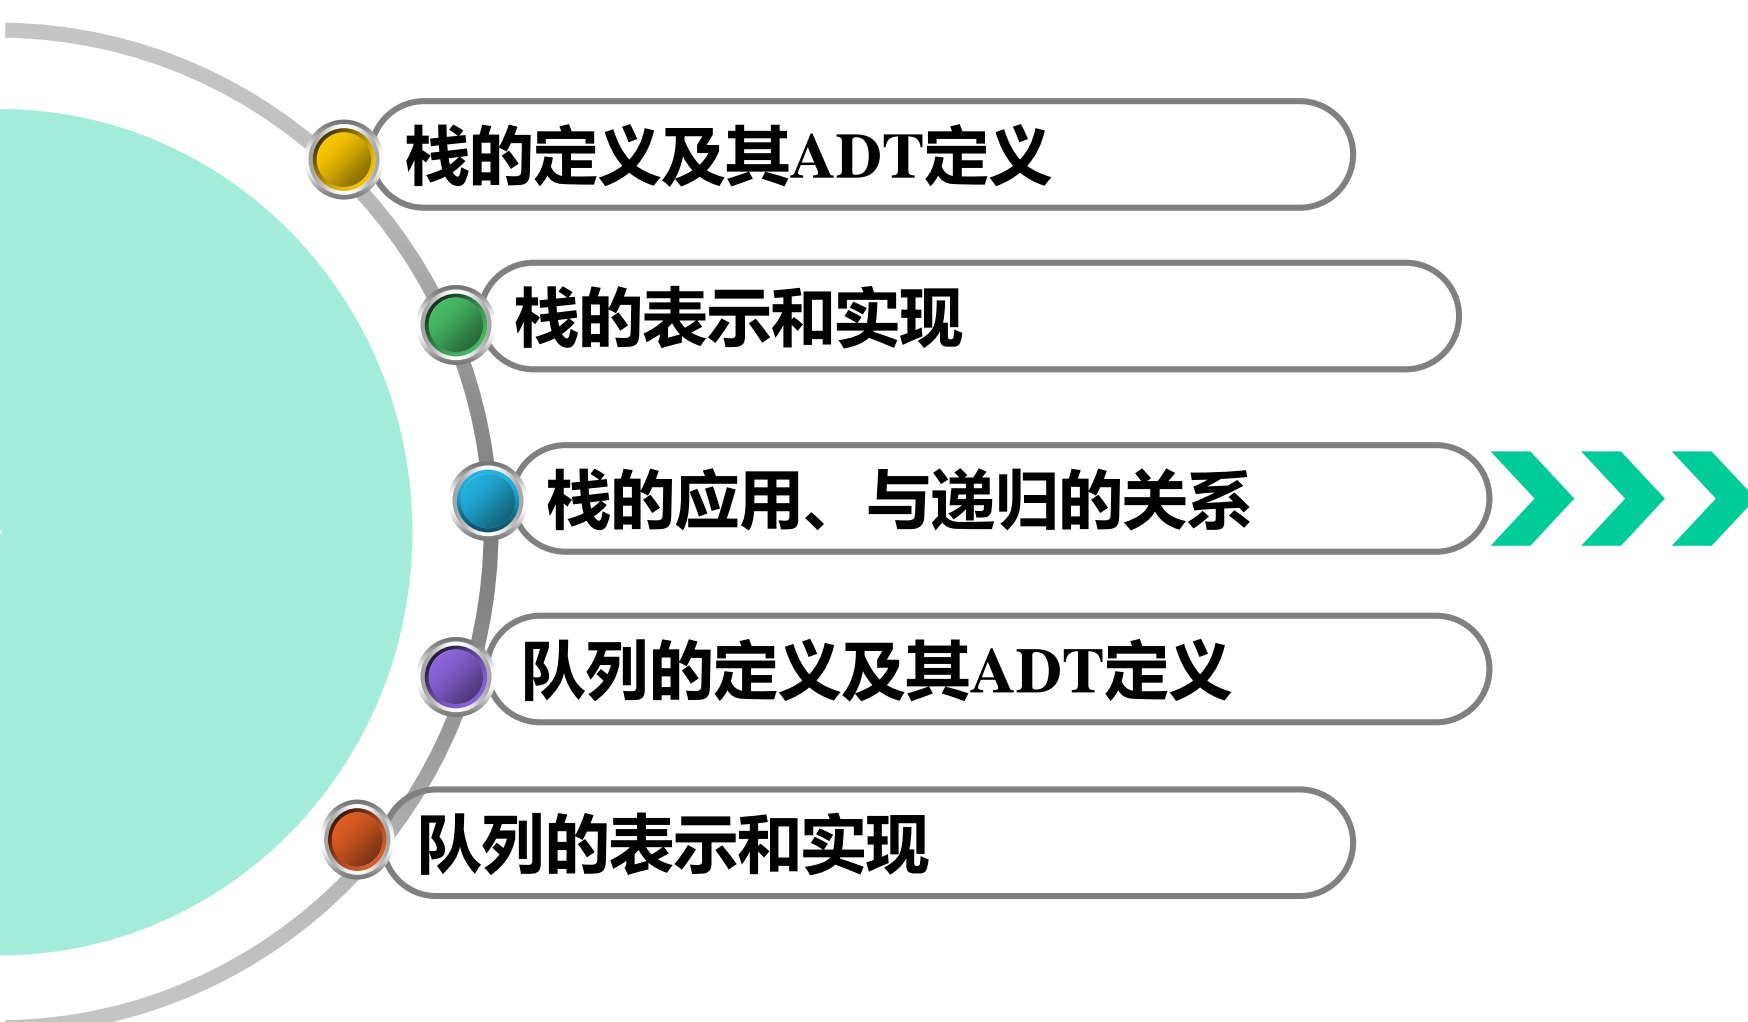 栈的定义及其ADT定义
栈的表示和实现
栈的应用、与递归的关系
队列的定义及其ADT定义
队列的表示和实现